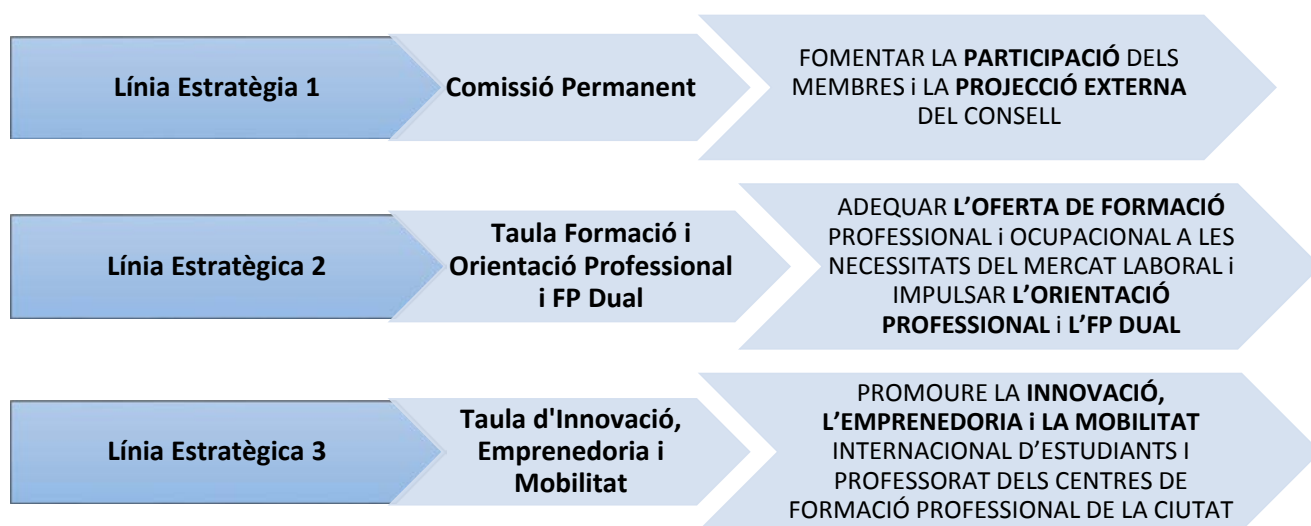 Línia Estratègia 1
Comissió Permanent
FOMENTAR LA PARTICIPACIÓ DELS
MEMBRES i LA PROJECCIÓ EXTERNA
DEL CONSELL
Línia Estratègica 2
Taula Formació i
Orientació Professional
i FP Dual
ADEQUAR L’OFERTA DE FORMACIÓ
PROFESSIONAL i OCUPACIONAL A LES
NECESSITATS DEL MERCAT LABORAL i
IMPULSAR L’ORIENTACIÓ
PROFESSIONAL i L’FP DUAL
Línia Estratègica 3
Taula d'Innovació,
Emprenedoria i
Mobilitat
PROMOURE LA INNOVACIÓ,
L’EMPRENEDORIA i LA MOBILITAT
INTERNACIONAL D’ESTUDIANTS I
PROFESSORAT DELS CENTRES DE
FORMACIÓ PROFESSIONAL DE LA CIUTAT